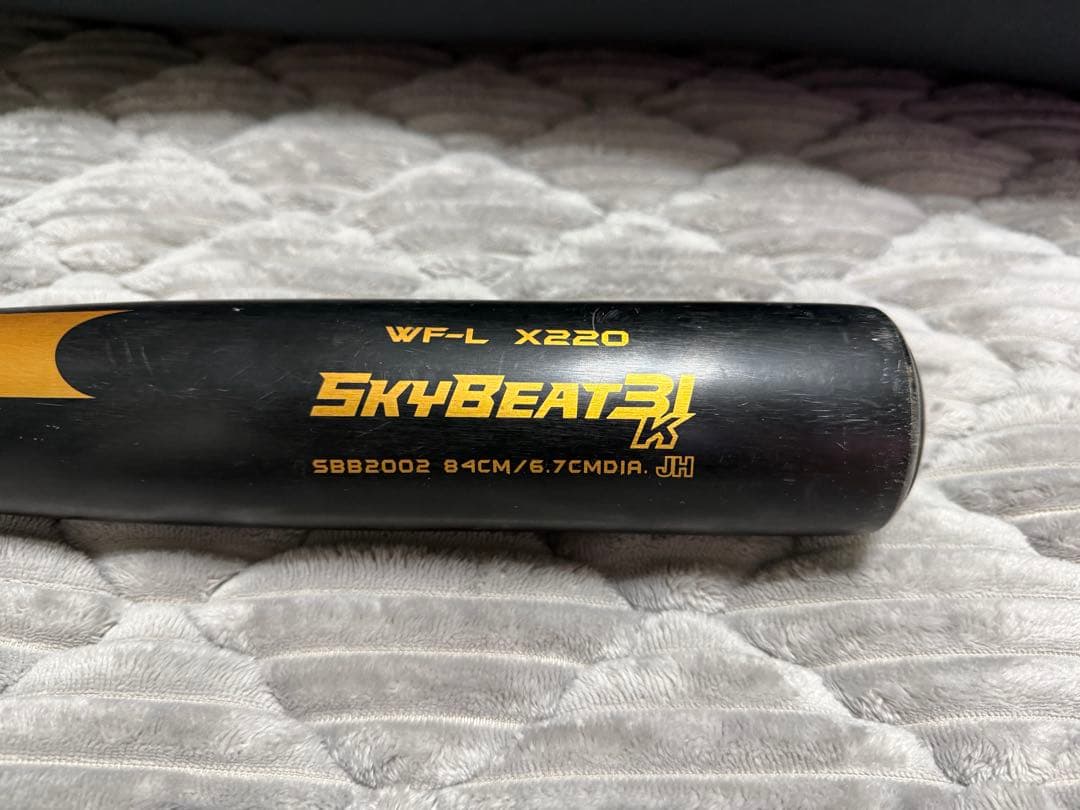 WF-L X220
SKYBEAT31
K
SBB2002 84CM/6.7CMDIA. JH